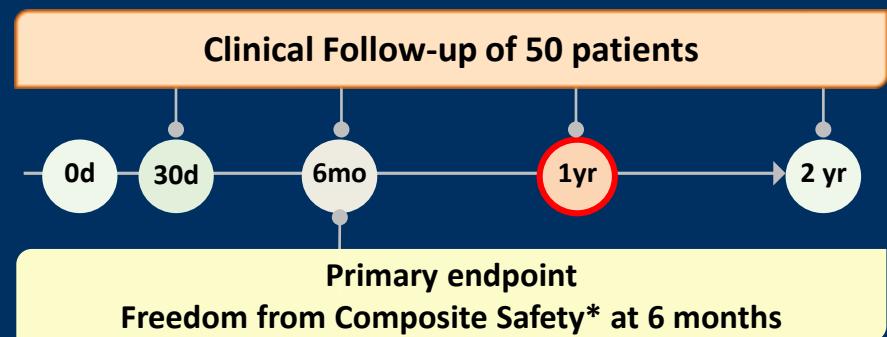 Clinical Follow-up of 50 patients
0d 30d 6mo 1yr 2 yr
Primary endpoint
Freedom from Composite Safety* at 6 months